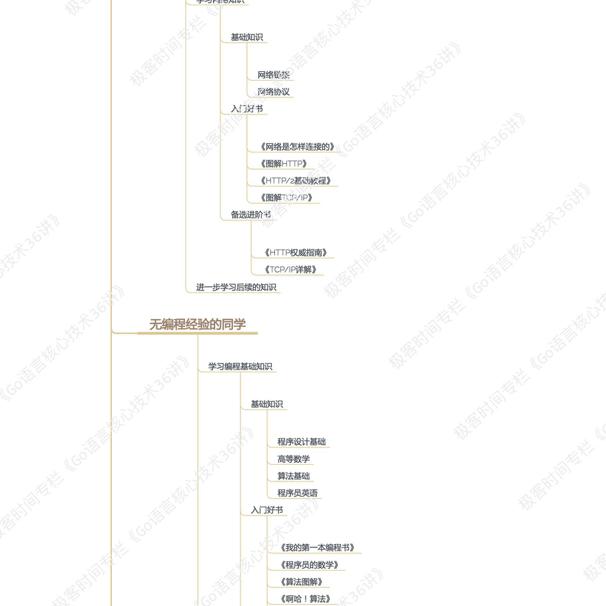 学习网络知识
基础知识
网络链接
网络协议
入门好书
《网络是怎样连接的》
《图解HTTP》
《HTTP/2基础教程》
《图解TCP/IP》
备选进阶书
《HTTP权威指南》
《TCP/IP详解》
进一步学习后续的知识
无编程经验的同学
学习编程基础知识
基础知识
程序设计基础
高等数学
算法基础
程序员英语
入门好书
《我的第一本编程书》
《程序员的数学》
《算法图解》
《啊哈！算法》
极客时间专栏《Go语言核心技术36讲》